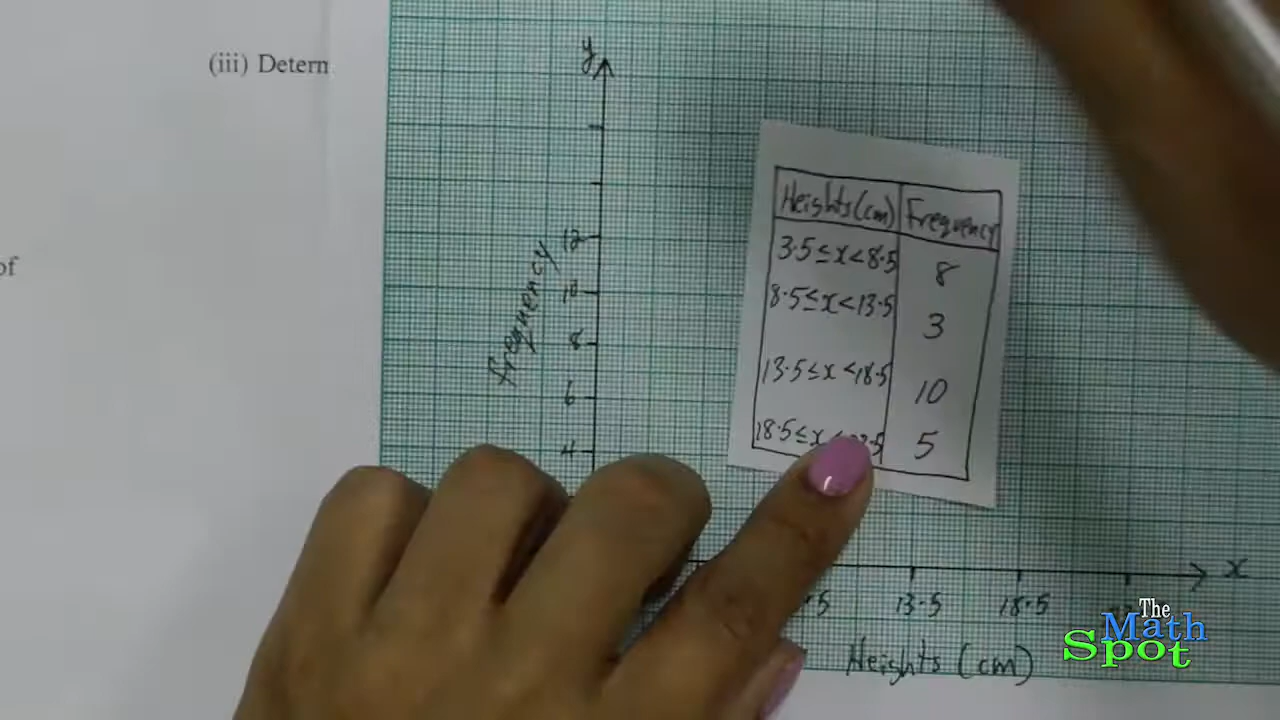 (iii) Determ
of
y
12
10
8
6
4
Frequency
Heights(cm) Frequency
3.5≤x<8.5 8
8.5≤x<13.5 3
13.5≤x<18.5 10
18.5≤x 5
x
13.5 18.5
Heights (cm)
The
Math
Spot